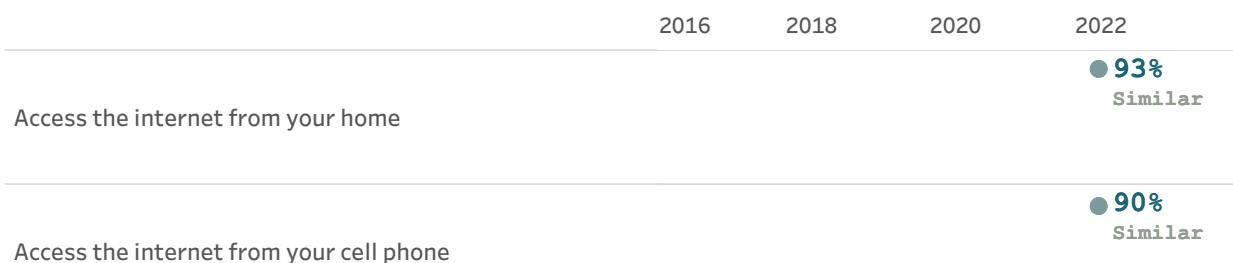 2016 2018 2020 2022
93%
Similar
Access the internet from your home
90%
Similar
Access the internet from your cell phone